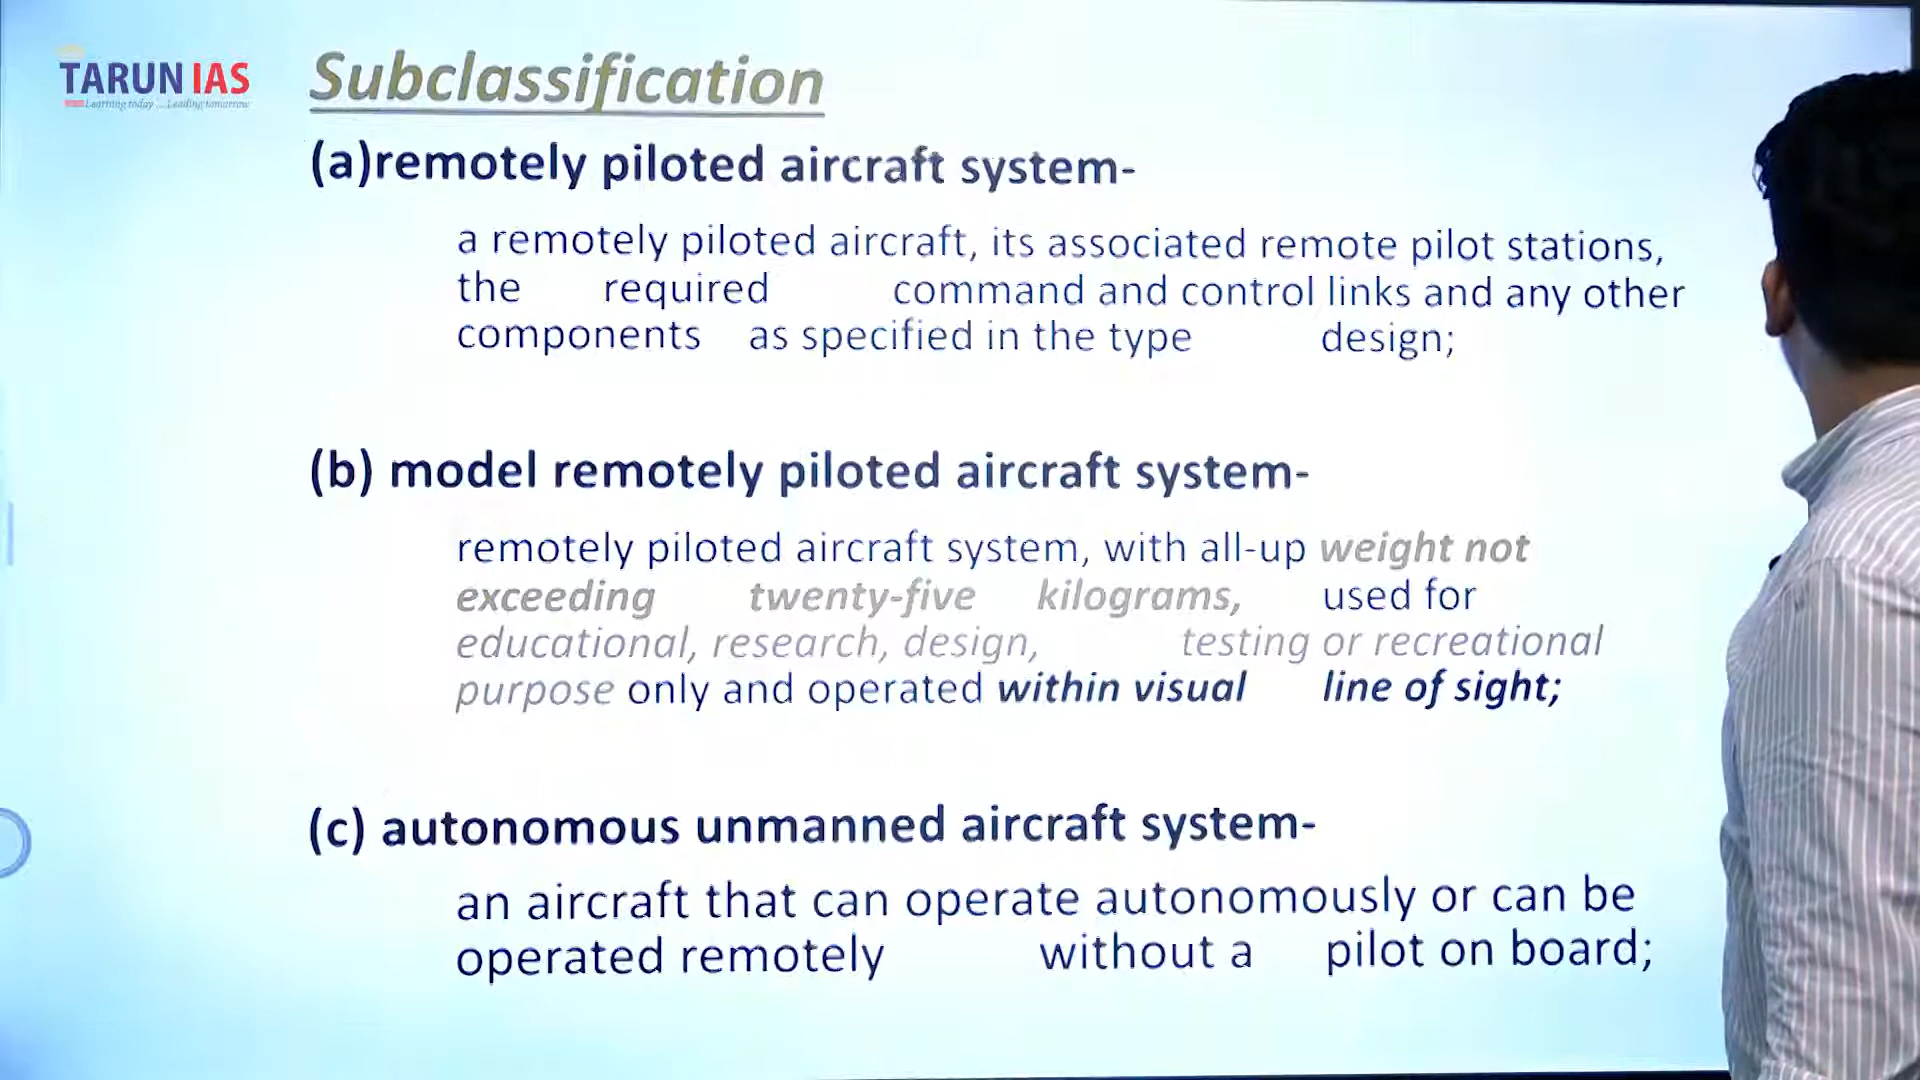 TARUN IAS
Learning today ... Leading tomorrow
Subclassification
(a)remotely piloted aircraft system-
a remotely piloted aircraft, its associated remote pilot stations,
the required command and control links and any other
components as specified in the type design;
(b) model remotely piloted aircraft system-
remotely piloted aircraft system, with all-up weight not
exceeding twenty-five kilograms, used for
educational, research, design, testing or recreational
purpose only and operated within visual line of sight;
(c) autonomous unmanned aircraft system-
an aircraft that can operate autonomously or can be
operated remotely without a pilot on board;